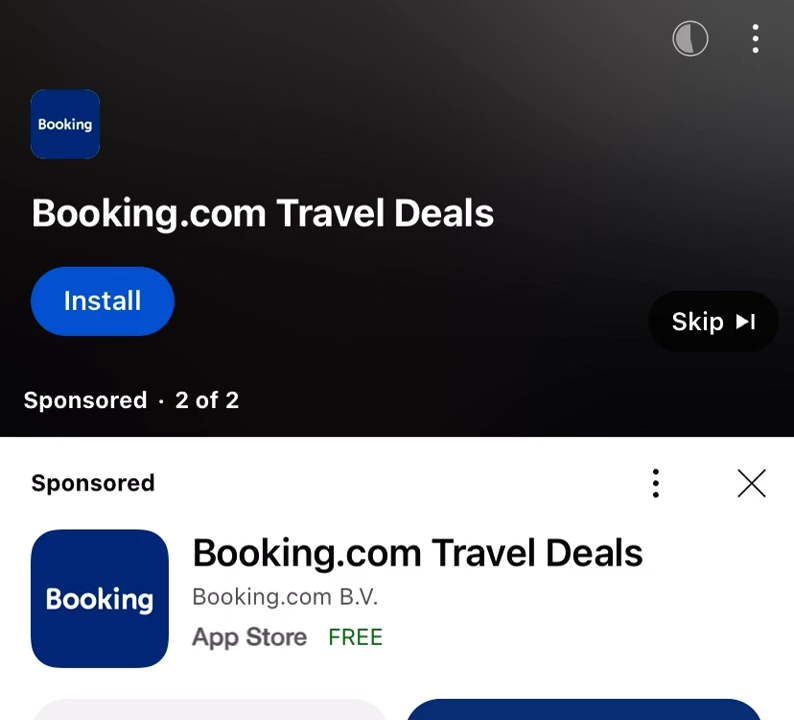 Booking
Booking.com Travel Deals
Install
Skip
Sponsored · 2 of 2
Sponsored
Booking
Booking.com Travel Deals
Booking.com B.V.
App Store FREE